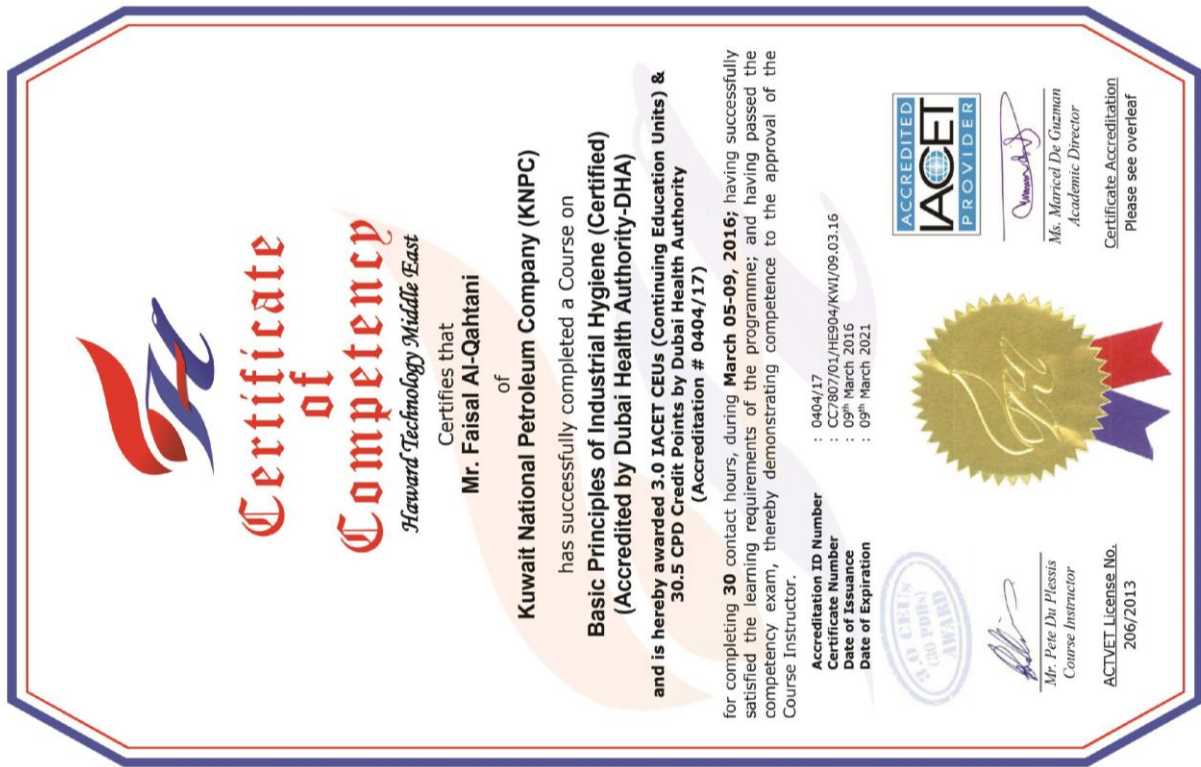 Certificate
of
Competency
Haward Technology Middle East
Certifies that
Mr. Faisal Al-Qahtani
of
Kuwait National Petroleum Company (KNPC)
has successfully completed a Course on
Basic Principles of Industrial Hygiene (Certified)
(Accredited by Dubai Health Authority-DHA)
and is hereby awarded 3.0 IACET CEUs (Continuing Education Units) &
30.5 CPD Credit Points by Dubai Health Authority
(Accreditation # 0404/17)
for completing 30 contact hours, during March 05-09, 2016; having successfully
satisfied the learning requirements of the programme; and having passed the
competency exam, thereby demonstrating competence to the approval of the
Course Instructor.
Accreditation ID Number : 0404/17
Certificate Number : CC7807/01/HE904/KWI/09.03.16
Date of Issuance : 09th March 2016
Date of Expiration : 09th March 2021
3.0 CEUS
(30 PDHs)
AWARD
ACCREDITED
IACET
PROVIDER
Mr. Pete Du Plessis
Course Instructor
Ms. Maricel De Guzman
Academic Director
ACTVET License No.
206/2013
Certificate Accreditation
Please see overleaf